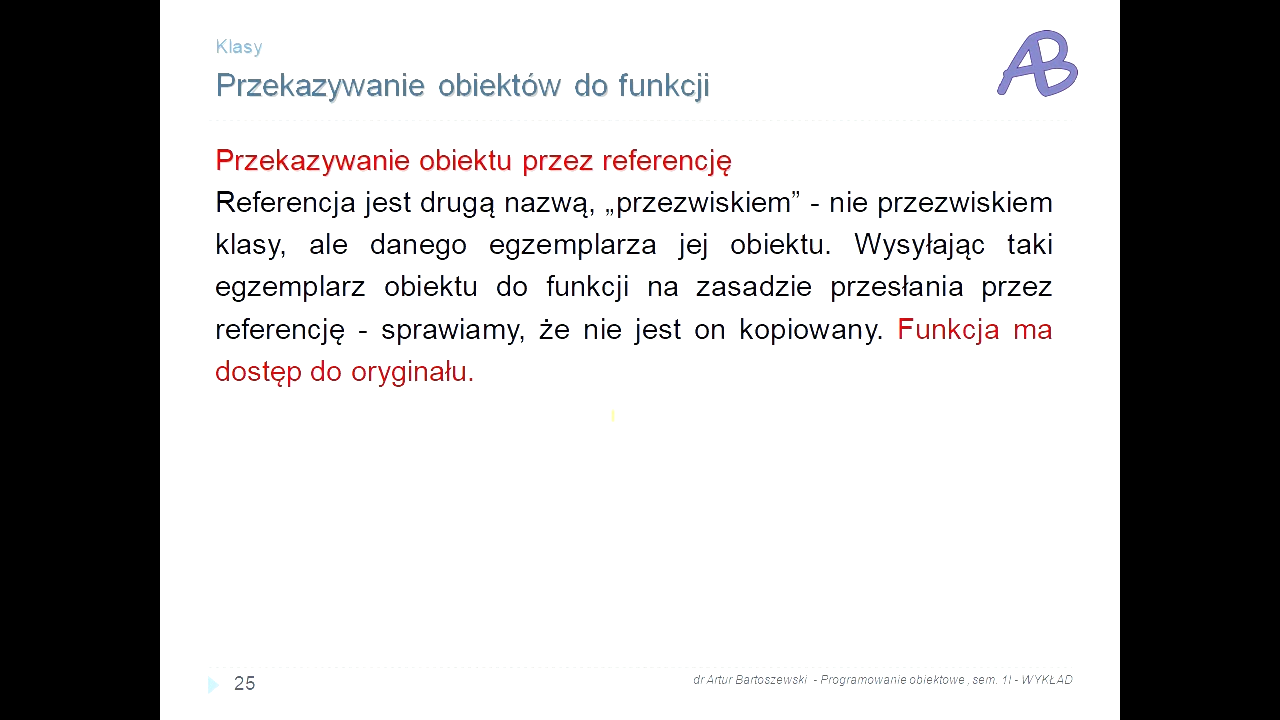 Klasy
Przekazywanie obiektów do funkcji
AB
Przekazywanie obiektu przez referencję
Referencja jest drugą nazwą, „przezwiskiem” - nie przezwiskiem
klasy, ale danego egzemplarza jej obiektu. Wysyłając taki
egzemplarz obiektu do funkcji na zasadzie przesłania przez
referencję - sprawiamy, że nie jest on kopiowany. Funkcja ma
dostęp do oryginału.
25
dr Artur Bartoszewski - Programowanie obiektowe, sem. 1I - WYKŁAD